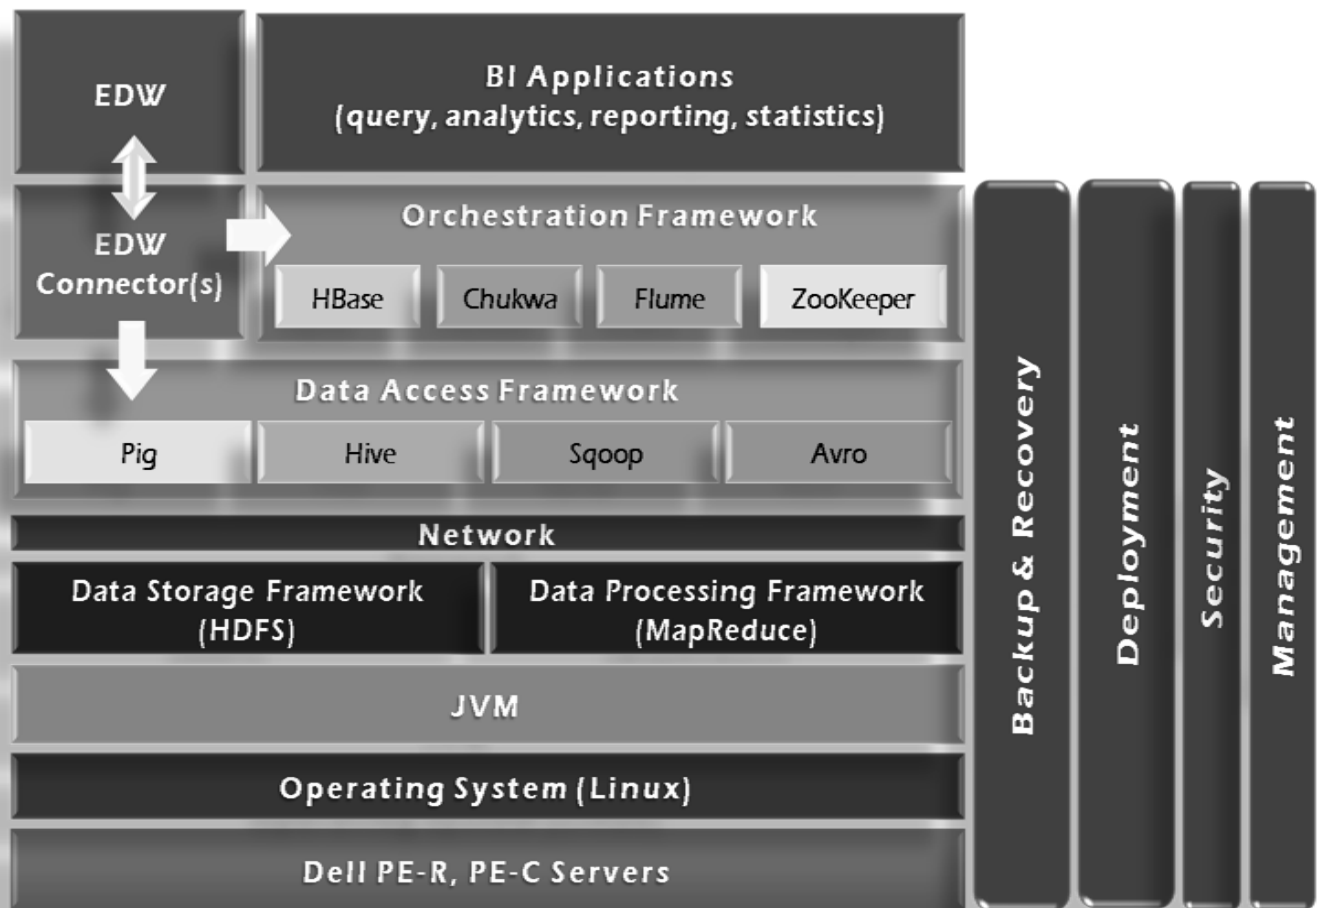 EDW
BI Applications
(query, analytics, reporting, statistics)
EDW
Connector(s)
Orchestration Framework
HBase
Chukwa
Flume
ZooKeeper
Data Access Framework
Pig
Hive
Sqoop
Avro
Network
Data Storage Framework
(HDFS)
Data Processing Framework
(MapReduce)
JVM
Operating System (Linux)
Dell PE-R, PE-C Servers
Backup & Recovery
Deployment
Security
Management